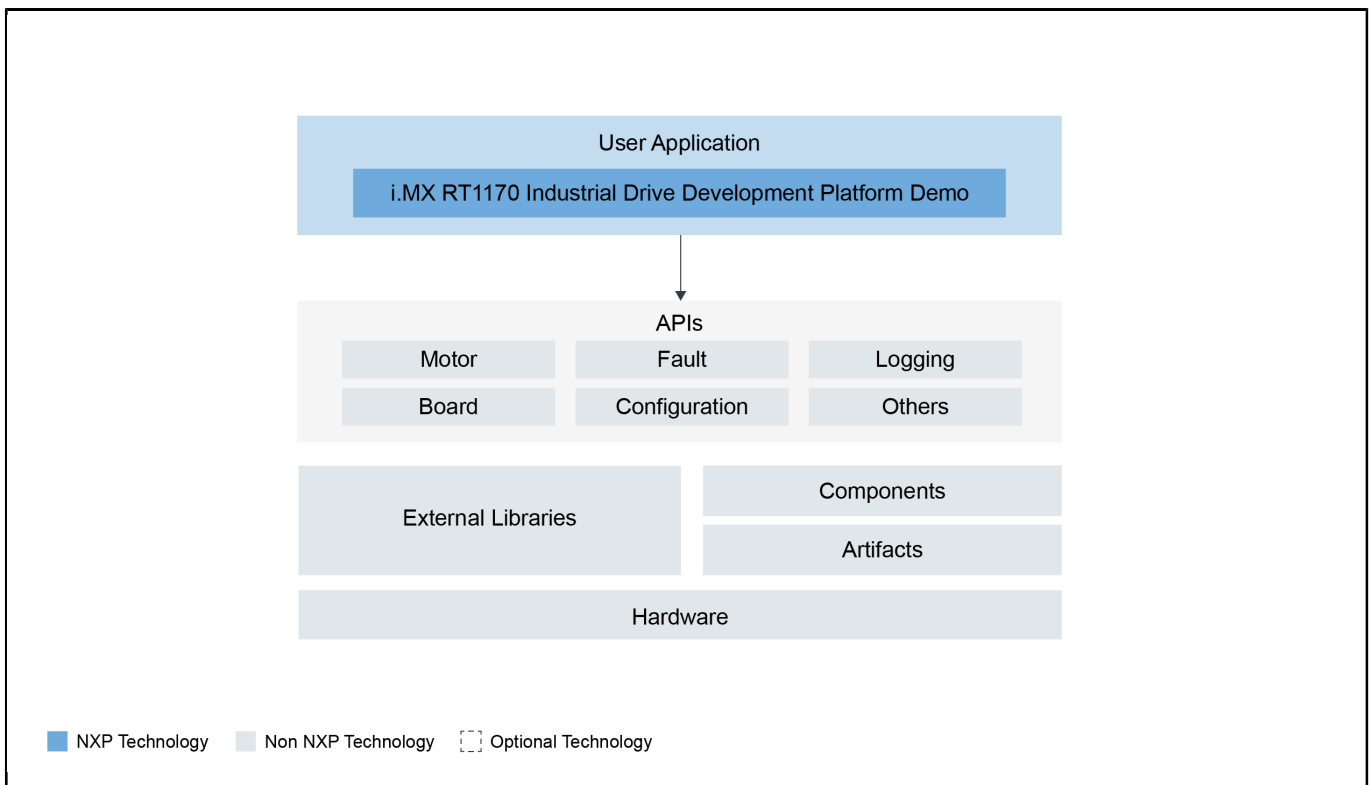 User Application
i.MX RT1170 Industrial Drive Development Platform Demo
APIs
Motor
Fault
Logging
Board
Configuration
Others
External Libraries
Components
Artifacts
Hardware
NXP Technology
Non NXP Technology
Optional Technology